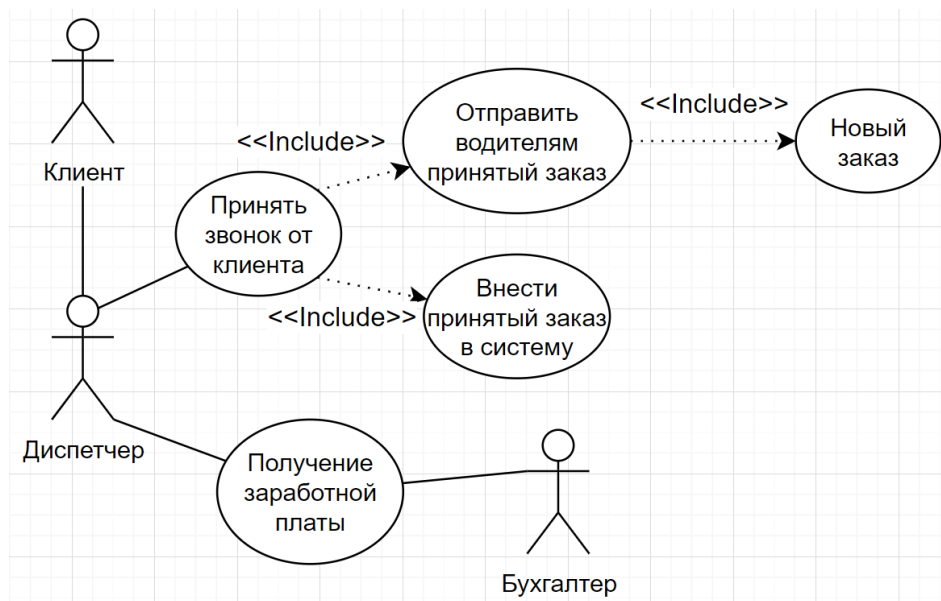 Клиент
<<Include>>
Отправить
водителям
принятый заказ
<<Include>>
Новый
заказ
Принять
звонок от
клиента
<<Include>>
Внести
принятый заказ
в систему
Диспетчер
Получение
заработной
платы
Бухгалтер